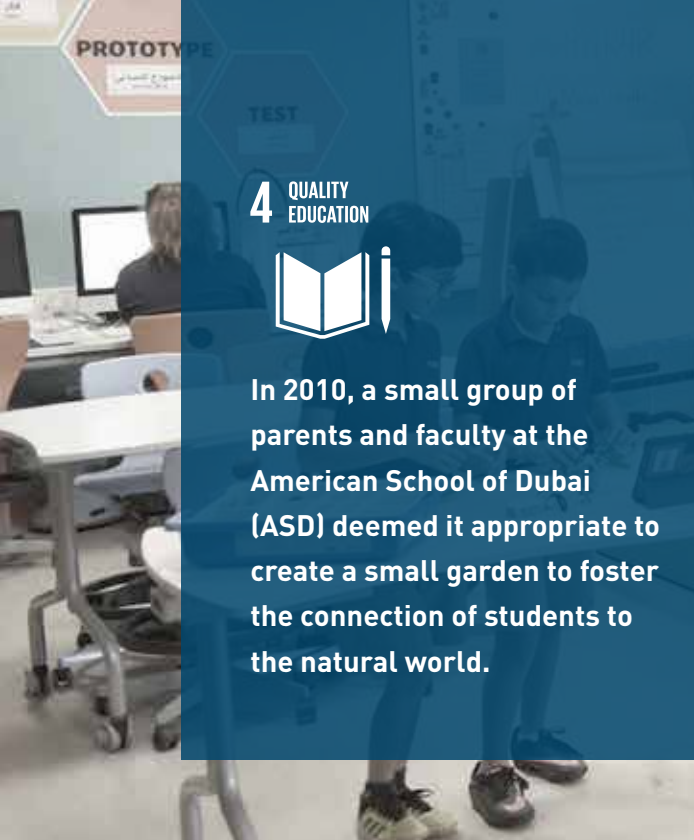 PROTOTYPE
TEST
4 QUALITY
EDUCATION
In 2010, a small group of
parents and faculty at the
American School of Dubai
(ASD) deemed it appropriate to
create a small garden to foster
the connection of students to
the natural world.